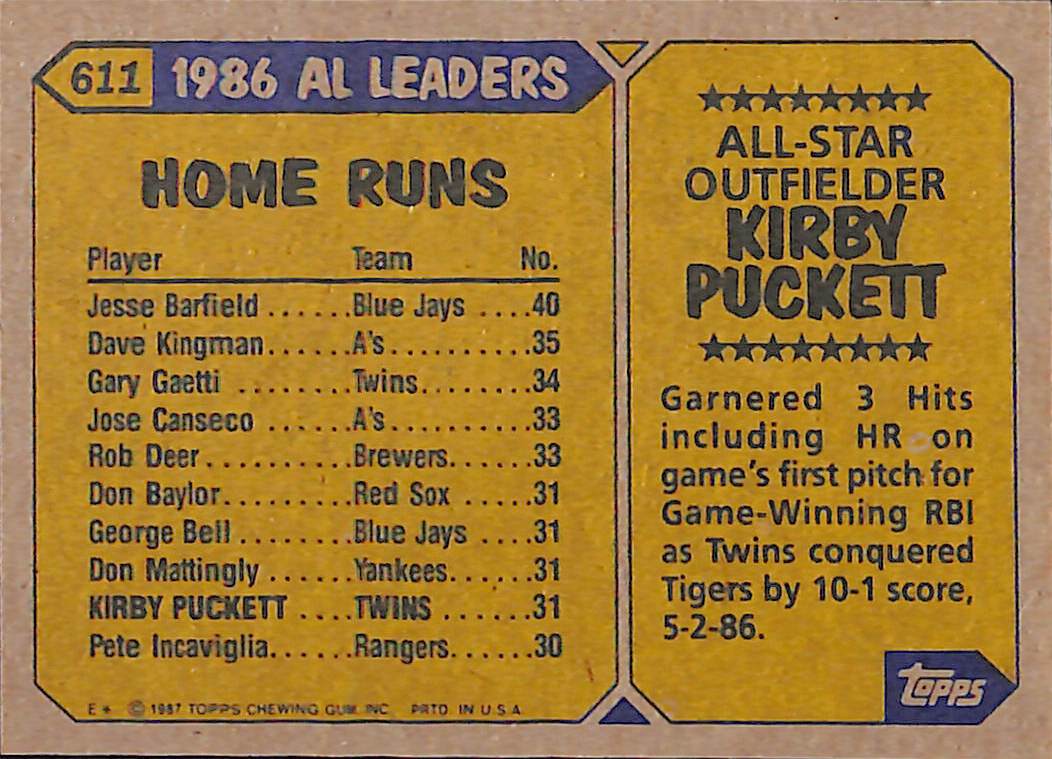 611 1986 AL LEADERS
HOME RUNS
Player Team No.
Jesse Barfield ......Blue Jays ....40
Dave Kingman......A's..........35
Gary Gaetti ........Twins........34
Jose Canseco ......A's..........33
Rob Deer..........Brewers......33
Don Baylor.........Red Sox ......31
George Bell ........Blue Jays ....31
Don Mattingly ......Yankees......31
KIRBY PUCKETT ....TWINS .......31
Pete Incaviglia......Rangers......30
E* © 1987 TOPPS CHEWING GUM, INC. PRTD. IN U.S.A.
★★★★★★★★
ALL-STAR
OUTFIELDER
KIRBY
PUCKETT
★★★★★★★★
Garnered 3 Hits
including HR on
game's first pitch for
Game-Winning RBI
as Twins conquered
Tigers by 10-1 score,
5-2-86.
topps